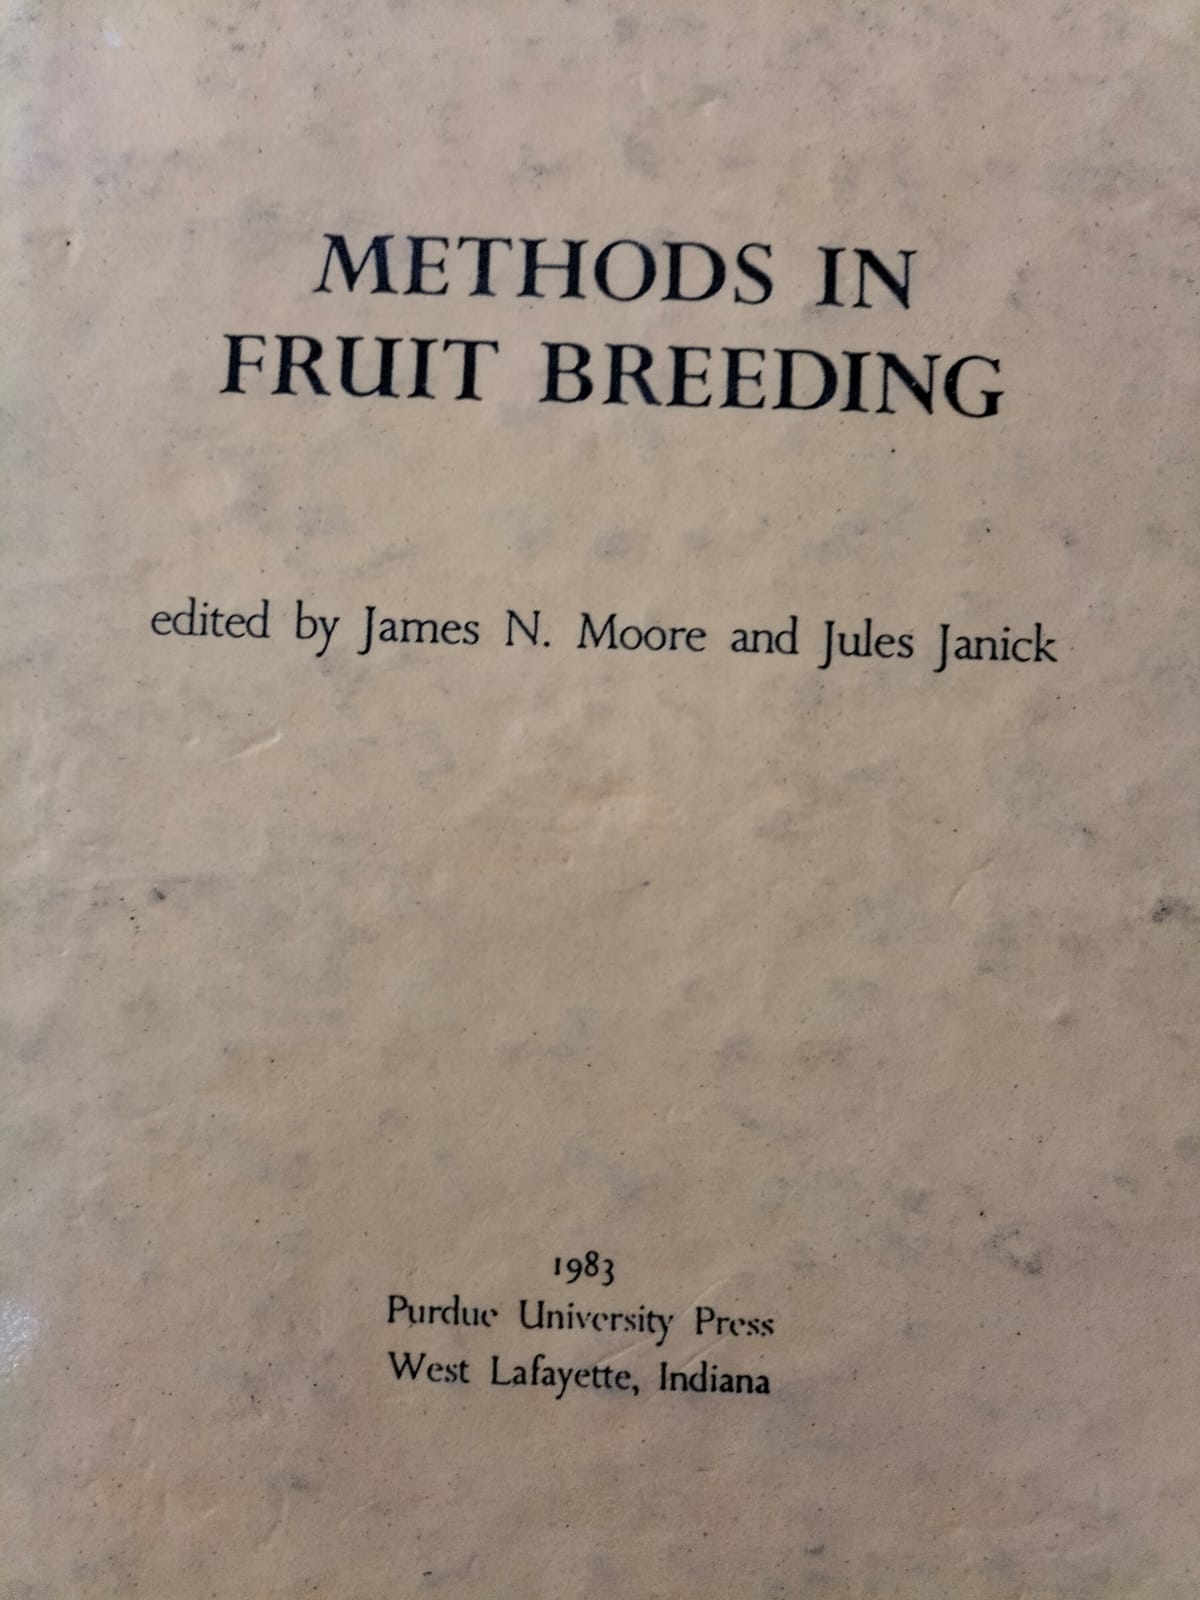 METHODS IN
FRUIT BREEDING
edited by James N. Moore and Jules Janick
1983
Purdue University Press
West Lafayette, Indiana